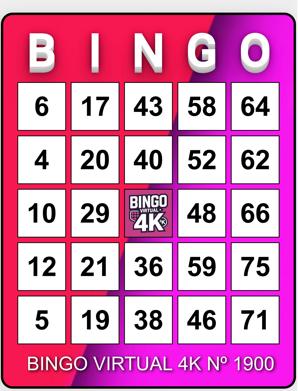 B I N G O
6 17 43 58 64
4 20 40 52 62
10 29 BINGO VIRTUAL 4K 48 66
12 21 36 59 75
5 19 38 46 71
BINGO VIRTUAL 4K Nº 1900